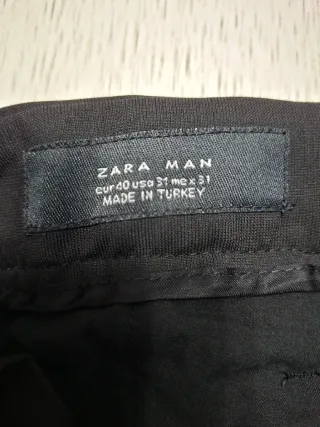 ZARA MAN
eur 40 usa 31 mex 31
MADE IN TURKEY